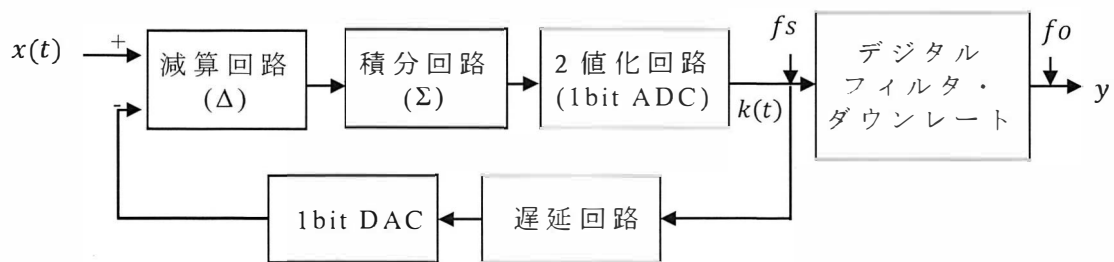 x(t)
+
-
減算回路
(Δ)
積分回路
(Σ)
2値化回路
(1bit ADC)
k(t)
fs
デジタル
フィルタ・
ダウンレート
fo
y
1bit DAC
遅延回路